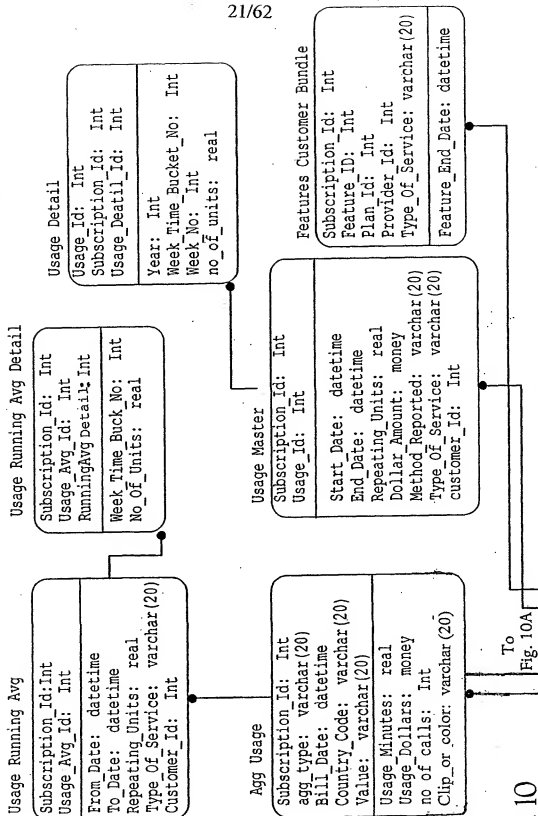 21/62
Usage Running Avg
Subscription_Id:Int
Usage_Avg_Id: Int
From_Date: datetime
To_Date: datetime
Repeating_Units: real
Type_Of_Service: varchar(20)
Customer_Id: Int
Usage Running Avg Detail
Subscription_Id: Int
Usage_Avg_Id: Int
RunningAvg Detail: Int
Week_Time_Buck_No: Int
No_Of_Units: real
Usage Detail
Usage_Id: Int
Subscription_Id: Int
Usage_Deatil_Id: Int
Year: Int
Week_Time_Bucket_No: Int
Week_No: Int
no_of_units: real
Agg Usage
Subscription_Id: Int
agg_type: varchar(20)
Bill_Date: datetime
Country_Code: varchar(20)
Value: varchar(20)
Usage_Minutes: real
Usage_Dollars: money
no of calls: Int
Clip_or_color: varchar(20)
Usage Master
Subscription_Id: Int
Usage_Id: Int
Start_Date: datetime
End_Date: datetime
Repeating_Units: real
Dollar_Amount: money
Method_Reported: varchar(20)
Type_Of_Service: varchar(20)
customer_Id: Int
Features Customer Bundle
Subscription_Id: Int
Feature_ID: Int
Plan_Id: Int
Provider_Id: Int
Type_Of_Service: varchar(20)
Feature_End_Date: datetime
To
Fig. 10A
10